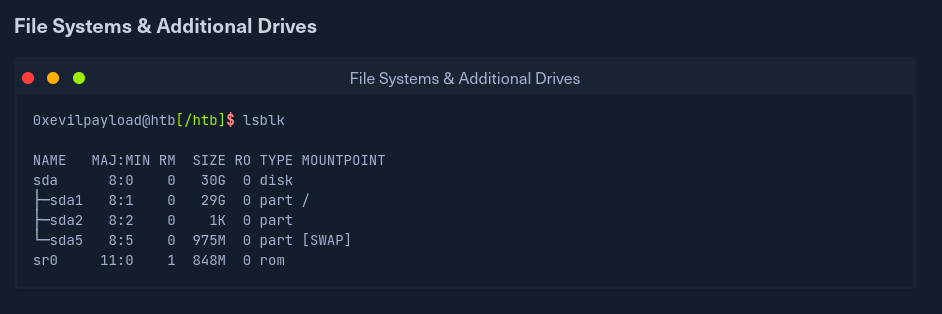 File Systems & Additional Drives
File Systems & Additional Drives
0xevilpayload@htb[/htb]$ lsblk
NAME   MAJ:MIN RM  SIZE RO TYPE MOUNTPOINT
sda      8:0    0   30G  0 disk
├─sda1   8:1    0   29G  0 part /
├─sda2   8:2    0    1K  0 part
└─sda5   8:5    0  975M  0 part [SWAP]
sr0     11:0    1  848M  0 rom